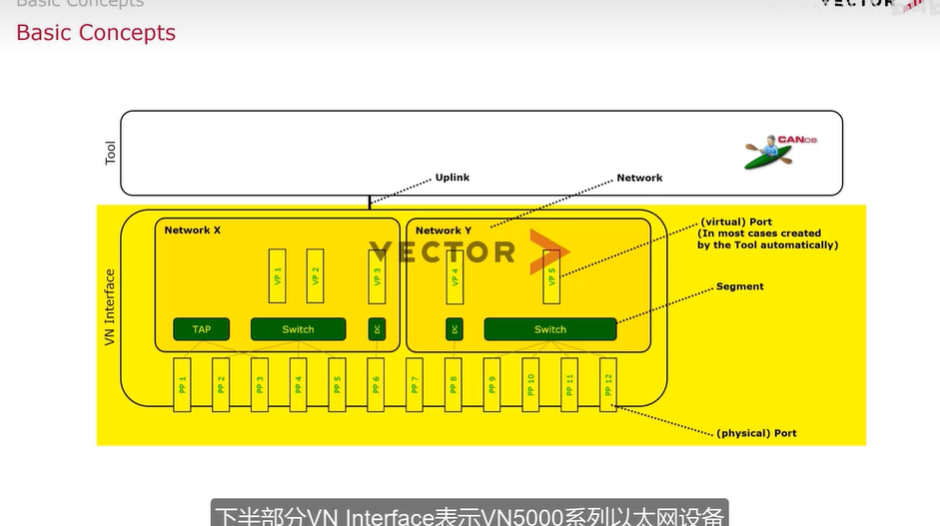 Basic Concepts
VECTOR
Basic Concepts
Tool
CANoe
Uplink
Network
VN Interface
Network X
Network Y
(virtual) Port
(In most cases created
by the Tool automatically)
VECTOR
VP 1
VP 2
VP 3
VP 4
VP 5
Segment
TAP
Switch
DC
DC
Switch
PP 1
PP 2
PP 3
PP 4
PP 5
PP 6
PP 7
PP 8
PP 9
PP 10
PP 11
PP 12
(physical) Port
下半部分VN Interface表示VN5000系列以太网设备